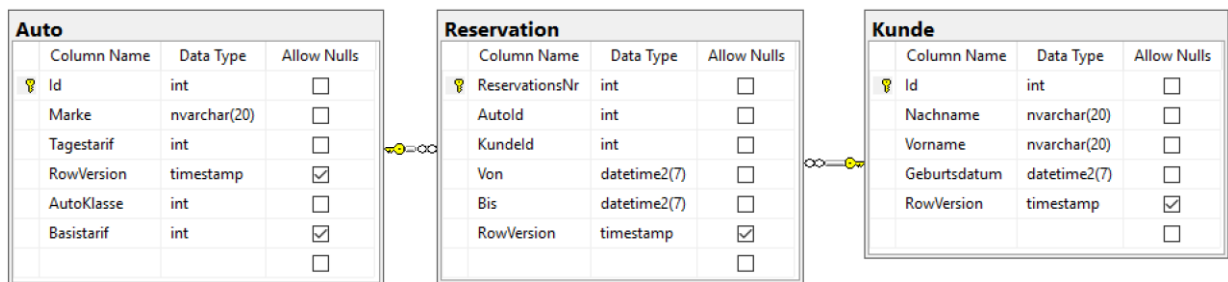 Auto
Column Name Data Type Allow Nulls
Id int
Marke nvarchar(20)
Tagestarif int
RowVersion timestamp
AutoKlasse int
Basistarif int
Reservation
Column Name Data Type Allow Nulls
ReservationsNr int
AutoId int
KundeId int
Von datetime2(7)
Bis datetime2(7)
RowVersion timestamp
Kunde
Column Name Data Type Allow Nulls
Id int
Nachname nvarchar(20)
Vorname nvarchar(20)
Geburtsdatum datetime2(7)
RowVersion timestamp